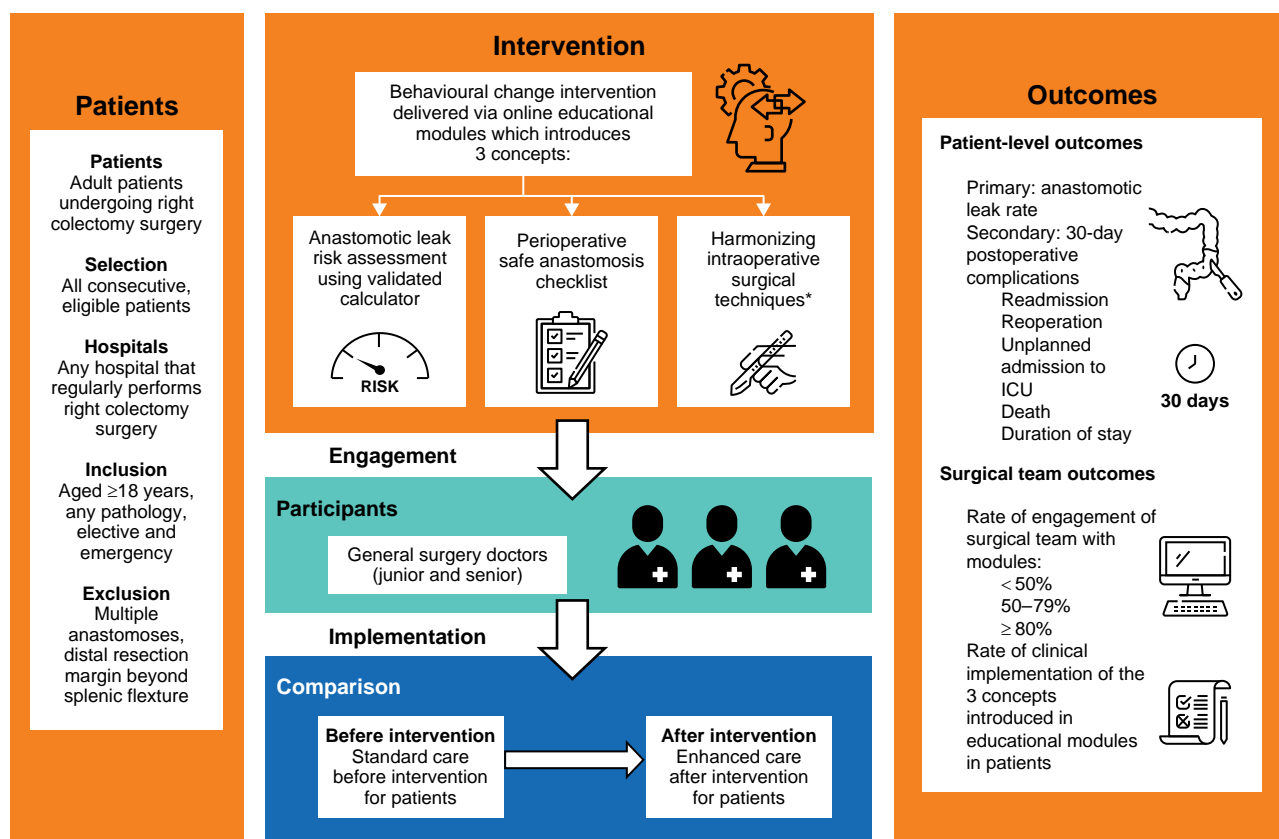 Patients
Patients
Adult patients
undergoing right
colectomy surgery
Selection
All consecutive,
eligible patients
Hospitals
Any hospital that
regularly performs
right colectomy
surgery
Inclusion
Aged ≥18 years,
any pathology,
elective and
emergency
Exclusion
Multiple
anastomoses,
distal resection
margin beyond
splenic flexture
Intervention
Behavioural change intervention
delivered via online educational
modules which introduces
3 concepts:
Anastomotic leak
risk assessment
using validated
calculator
RISK
Perioperative
safe anastomosis
checklist
Harmonizing
intraoperative
surgical
techniques*
Engagement
Participants
General surgery doctors
(junior and senior)
Implementation
Comparison
Befere intervention
Standard care
before intervention
for patients
After intervention
Enhanced care
after intervention
for patients
Outcomes
Patient-level outcomes
Primary: anastomotic
leak rate
Secondary: 30-day
postoperative
complications
Readmission
Reoperation
Unplanned
admission to
ICU
Death
Duration of stay
30 days
Surgical team outcomes
Rate of engagement of
surgical team with
modules:
<50%
50–79%
≥80%
Rate of clinical
implementation of the
3 concepts
introduced in
educational modules
in patients